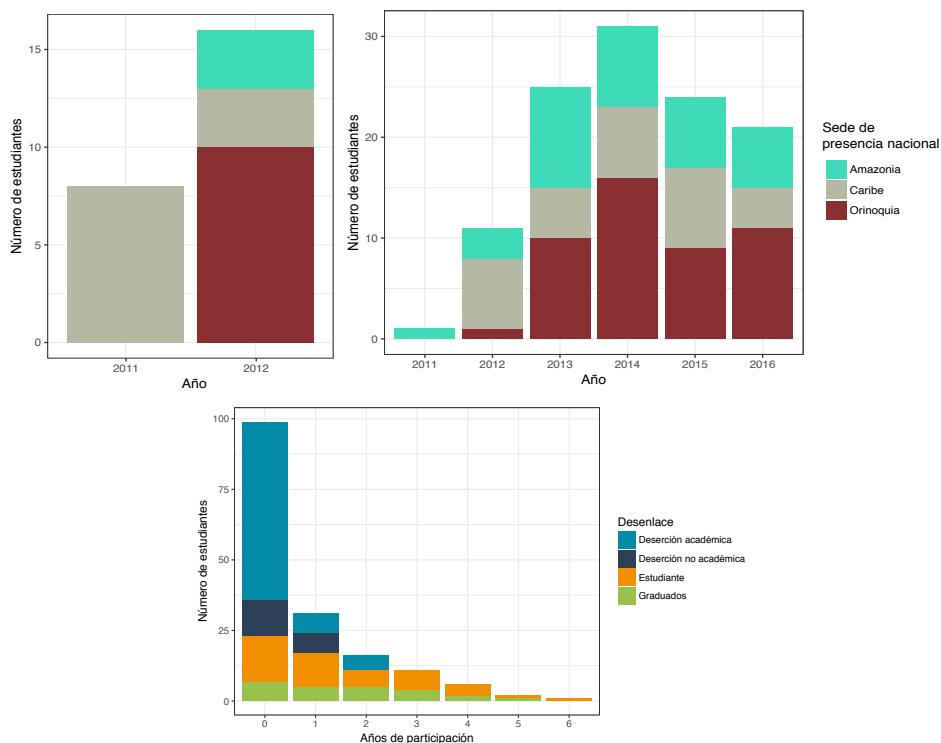 Número de estudiantes
15
10
5
0
2011 2012
Año
Número de estudiantes
30
20
10
0
2011 2012 2013 2014 2015 2016
Año
Sede de
presencia nacional
Amazonia
Caribe
Orinoquia
Número de estudiantes
100
75
50
25
0
0 1 2 3 4 5 6
Años de participación
Desenlace
Deserción académica
Deserción no académica
Estudiante
Graduados